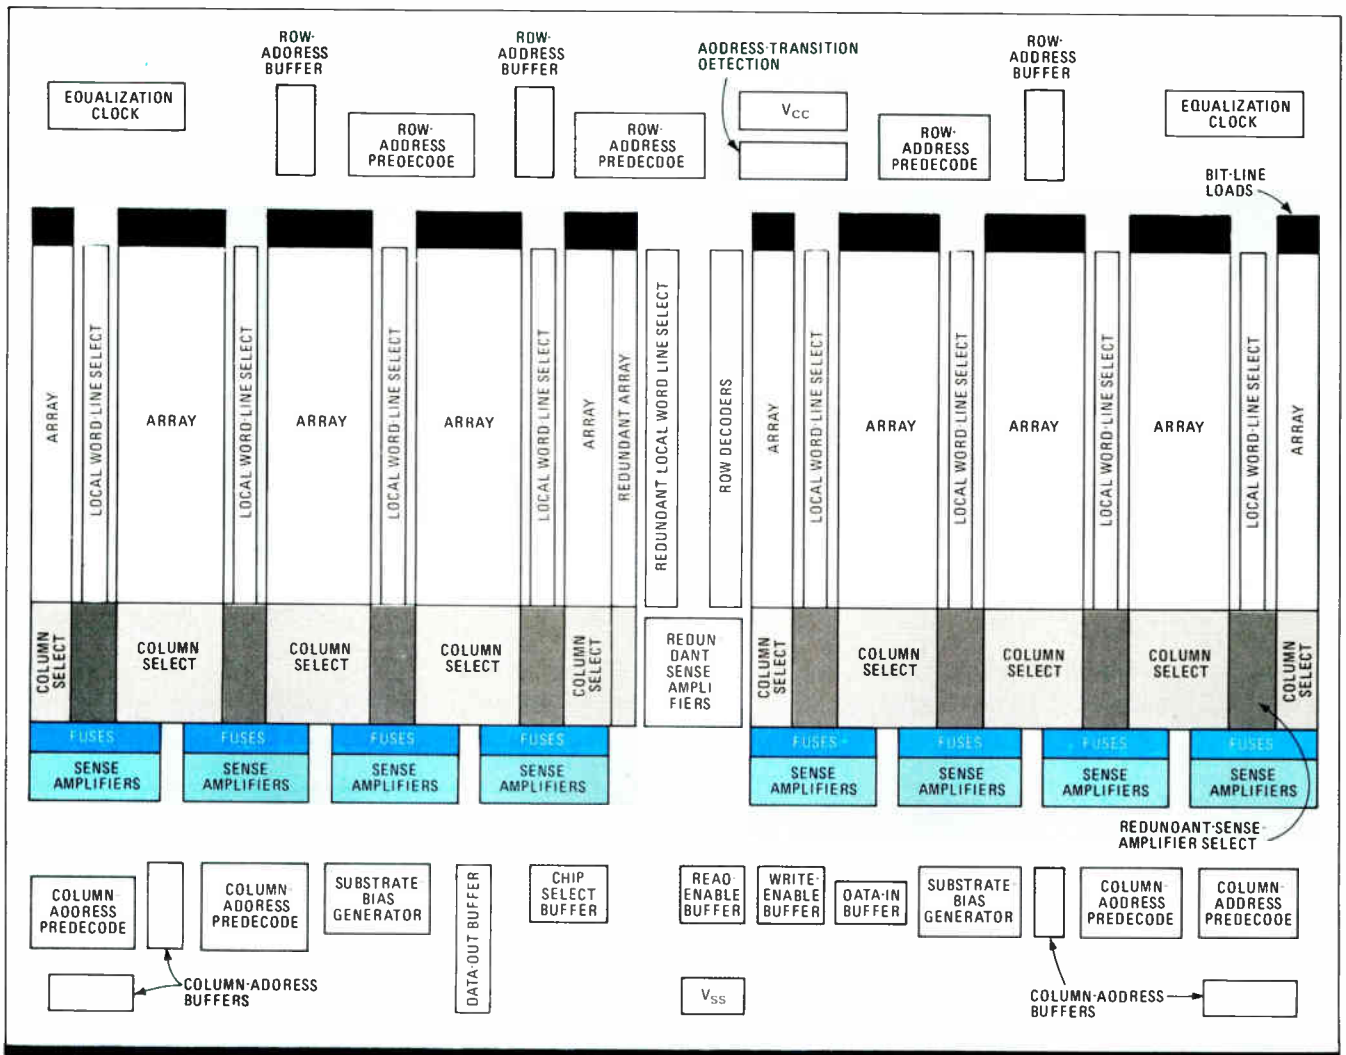 ROW-
ADDRESS
BUFFER
ROW-
ADDRESS
BUFFER
ADDRESS-TRANSITION
DETECTION
ROW-
ADDRESS
BUFFER
EQUALIZATION
CLOCK
ROW-
ADDRESS
PREDECODE
ROW-
ADDRESS
PREDECODE
VCC
ROW-
ADDRESS
PREDECODE
EQUALIZATION
CLOCK
BIT-LINE
LOADS
ARRAY
LOCAL WORD-LINE SELECT
ARRAY
LOCAL WORD-LINE SELECT
ARRAY
LOCAL WORD-LINE SELECT
ARRAY
LOCAL WORD-LINE SELECT
ARRAY
REDUNDANT ARRAY
REDUNDANT LOCAL WORD LINE SELECT
ROW DECODERS
ARRAY
LOCAL WORD-LINE SELECT
ARRAY
LOCAL WORD-LINE SELECT
ARRAY
LOCAL WORD-LINE SELECT
ARRAY
LOCAL WORD-LINE SELECT
ARRAY
COLUMN
SELECT
COLUMN
SELECT
COLUMN
SELECT
COLUMN
SELECT
COLUMN
SELECT
REDUN
DANT
SENSE
AMPLI
FIERS
COLUMN
SELECT
COLUMN
SELECT
COLUMN
SELECT
COLUMN
SELECT
COLUMN
SELECT
FUSES
FUSES
FUSES
FUSES
FUSES
FUSES
FUSES
FUSES
SENSE
AMPLIFIERS
SENSE
AMPLIFIERS
SENSE
AMPLIFIERS
SENSE
AMPLIFIERS
SENSE
AMPLIFIERS
SENSE
AMPLIFIERS
SENSE
AMPLIFIERS
SENSE
AMPLIFIERS
REDUNDANT-SENSE-
AMPLIFIER SELECT
COLUMN-
ADDRESS
PREDECODE
COLUMN-
ADDRESS
PREDECODE
SUBSTRATE-
BIAS
GENERATOR
DATA-OUT BUFFER
CHIP
SELECT
BUFFER
READ-
ENABLE
BUFFER
WRITE-
ENABLE
BUFFER
DATA-IN
BUFFER
SUBSTRATE-
BIAS
GENERATOR
COLUMN-
ADDRESS
PREDECODE
COLUMN-
ADDRESS
PREDECODE
COLUMN-ADDRESS
BUFFERS
VSS
COLUMN-ADDRESS
BUFFERS